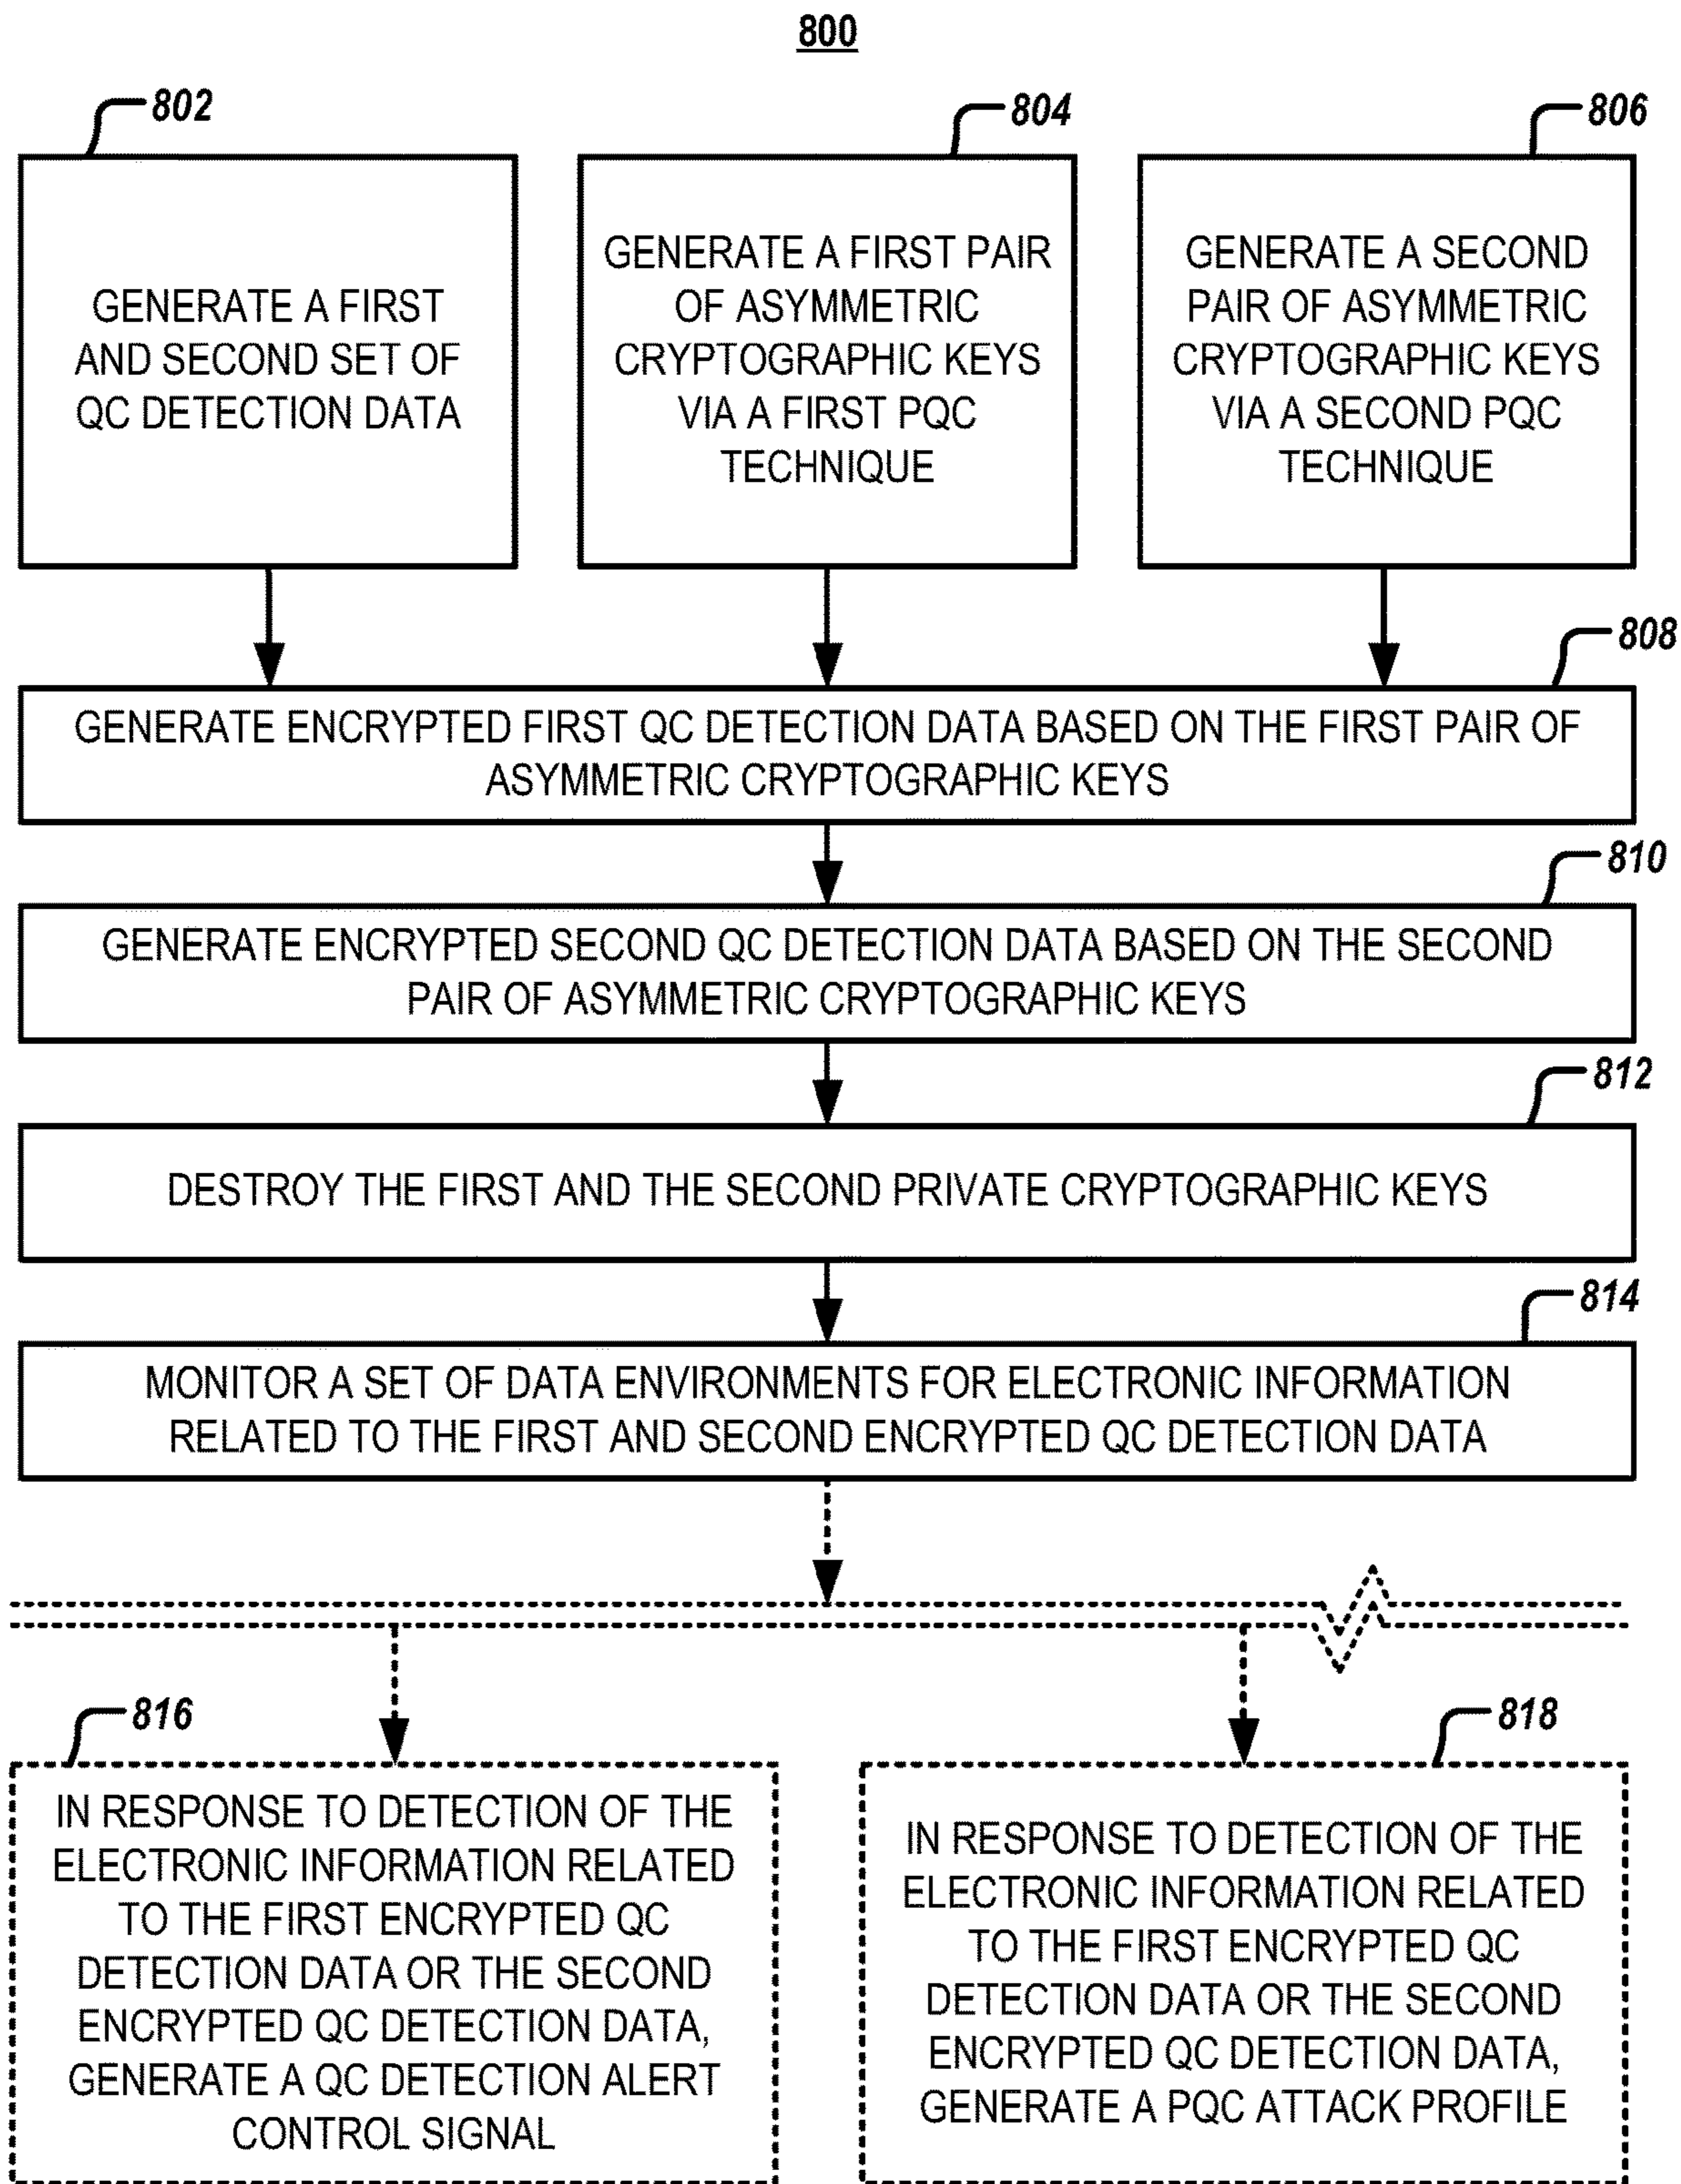 800
802
GENERATE A FIRST
AND SECOND SET OF
QC DETECTION DATA
804
GENERATE A FIRST PAIR
OF ASYMMETRIC
CRYPTOGRAPHIC KEYS
VIA A FIRST PQC
TECHNIQUE
806
GENERATE A SECOND
PAIR OF ASYMMETRIC
CRYPTOGRAPHIC KEYS
VIA A SECOND PQC
TECHNIQUE
808
GENERATE ENCRYPTED FIRST QC DETECTION DATA BASED ON THE FIRST PAIR OF
ASYMMETRIC CRYPTOGRAPHIC KEYS
810
GENERATE ENCRYPTED SECOND QC DETECTION DATA BASED ON THE SECOND
PAIR OF ASYMMETRIC CRYPTOGRAPHIC KEYS
812
DESTROY THE FIRST AND THE SECOND PRIVATE CRYPTOGRAPHIC KEYS
814
MONITOR A SET OF DATA ENVIRONMENTS FOR ELECTRONIC INFORMATION
RELATED TO THE FIRST AND SECOND ENCRYPTED QC DETECTION DATA
816
IN RESPONSE TO DETECTION OF THE
ELECTRONIC INFORMATION RELATED
TO THE FIRST ENCRYPTED QC
DETECTION DATA OR THE SECOND
ENCRYPTED QC DETECTION DATA,
GENERATE A QC DETECTION ALERT
CONTROL SIGNAL
818
IN RESPONSE TO DETECTION OF THE
ELECTRONIC INFORMATION RELATED
TO THE FIRST ENCRYPTED QC
DETECTION DATA OR THE SECOND
ENCRYPTED QC DETECTION DATA,
GENERATE A PQC ATTACK PROFILE